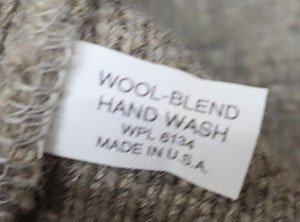 WOOL-BLEND
HAND WASH
WPL 6134
MADE IN U.S.A.